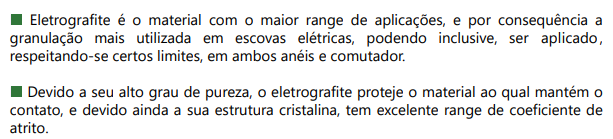 ■ Eletrografite é o material com o maior range de aplicações, e por consequência a
granulação mais utilizada em escovas elétricas, podendo inclusive, ser aplicado,
respeitando-se certos limites, em ambos anéis e comutador.
■ Devido a seu alto grau de pureza, o eletrografite proteje o material ao qual mantém o
contato, e devido ainda a sua estrutura cristalina, tem excelente range de coeficiente de
atrito.